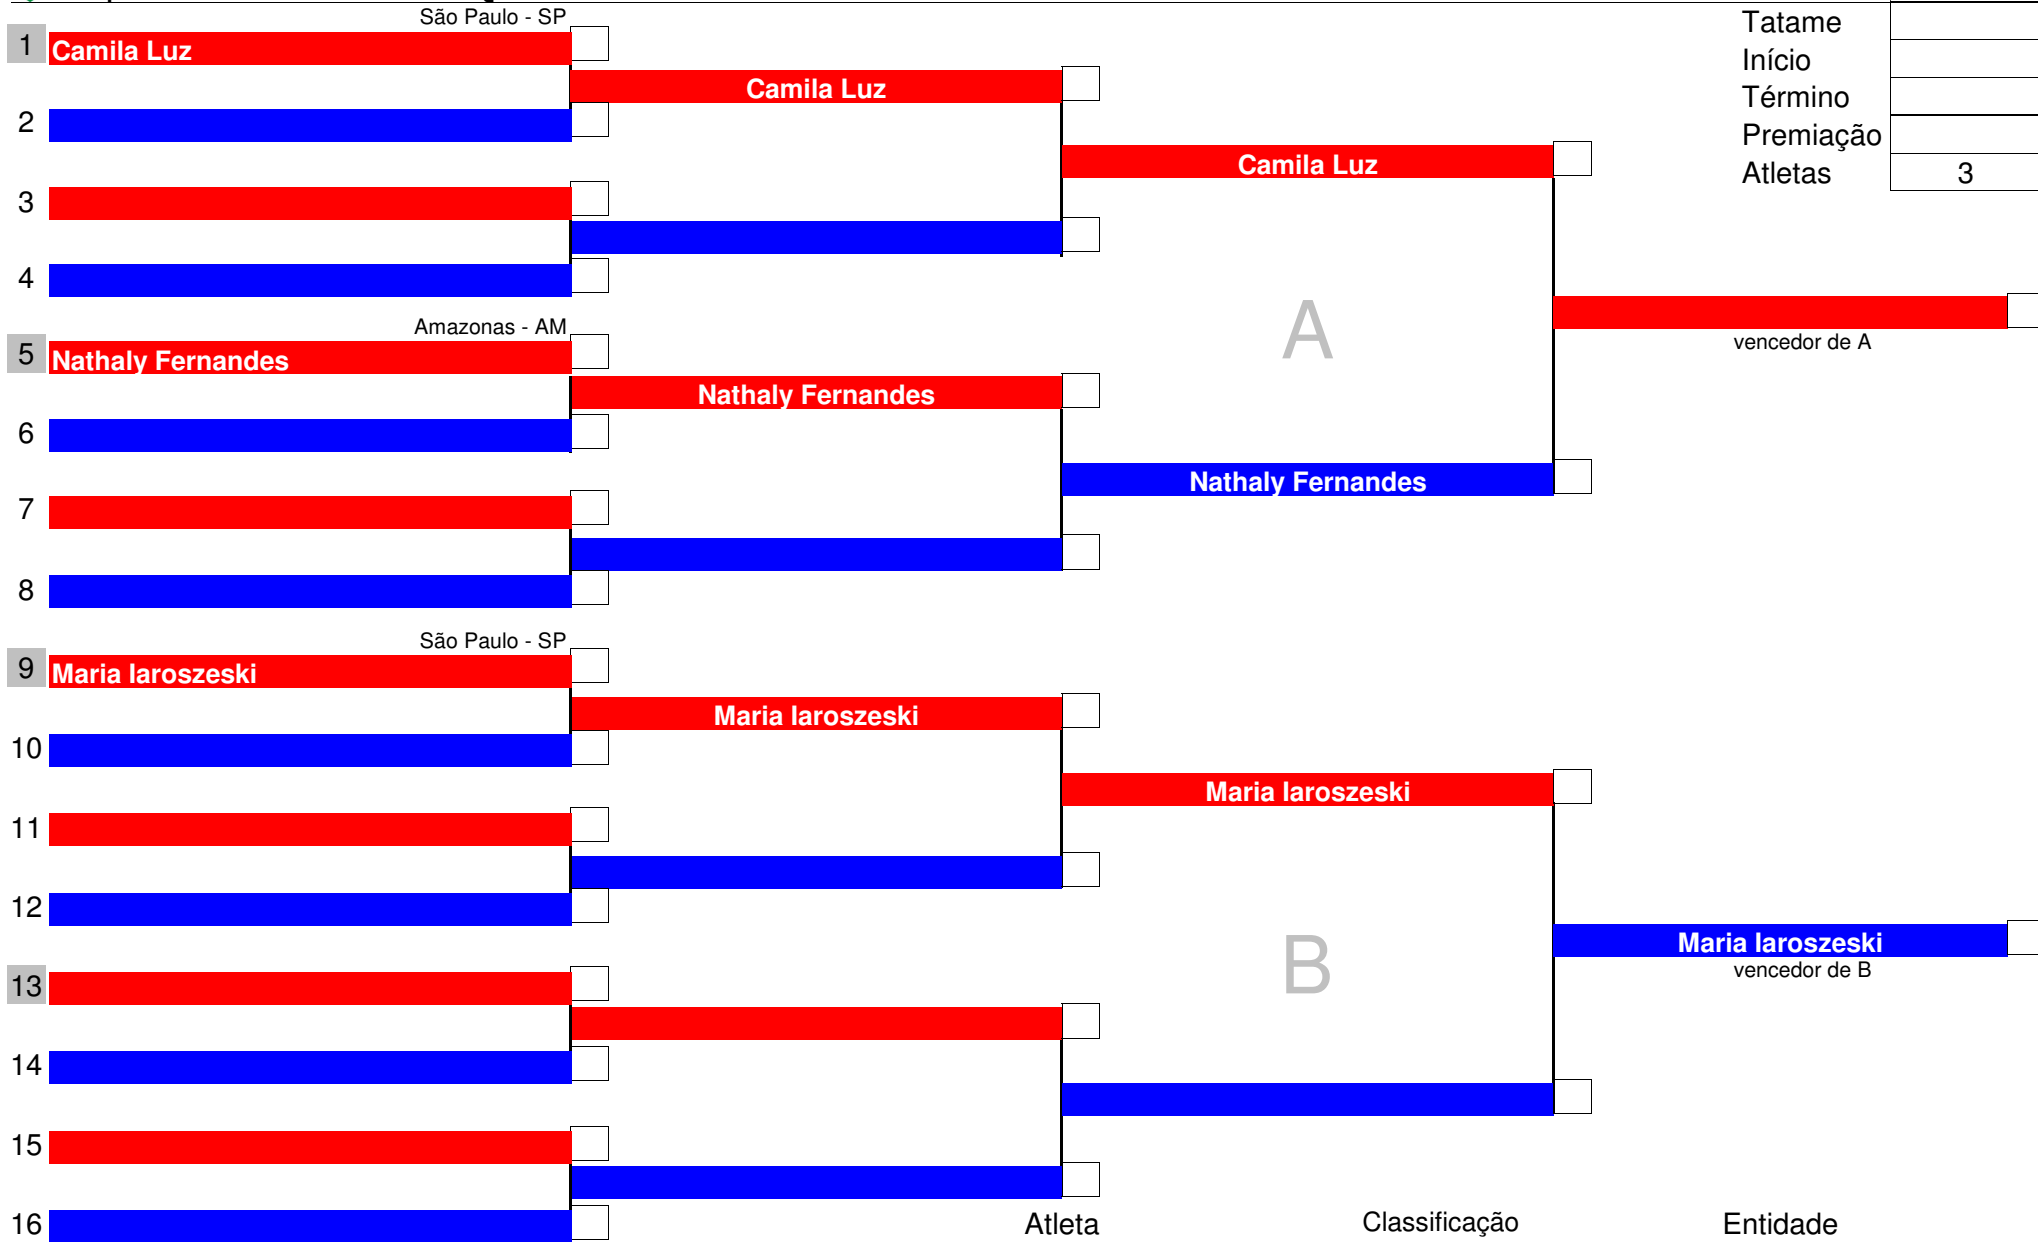 São Paulo - SP
1 Camila Luz
Camila Luz
2
Camila Luz
3
4
Tatame
Início
Término
Premiação
Atletas 3
A
vencedor de A
Amazonas - AM
5 Nathaly Fernandes
Nathaly Fernandes
6
Nathaly Fernandes
7
8
São Paulo - SP
9 Maria Iaroszeski
Maria Iaroszeski
10
Maria Iaroszeski
11
12
B
Maria Iaroszeski
vencedor de B
13
14
15
16
Atleta Classificação Entidade